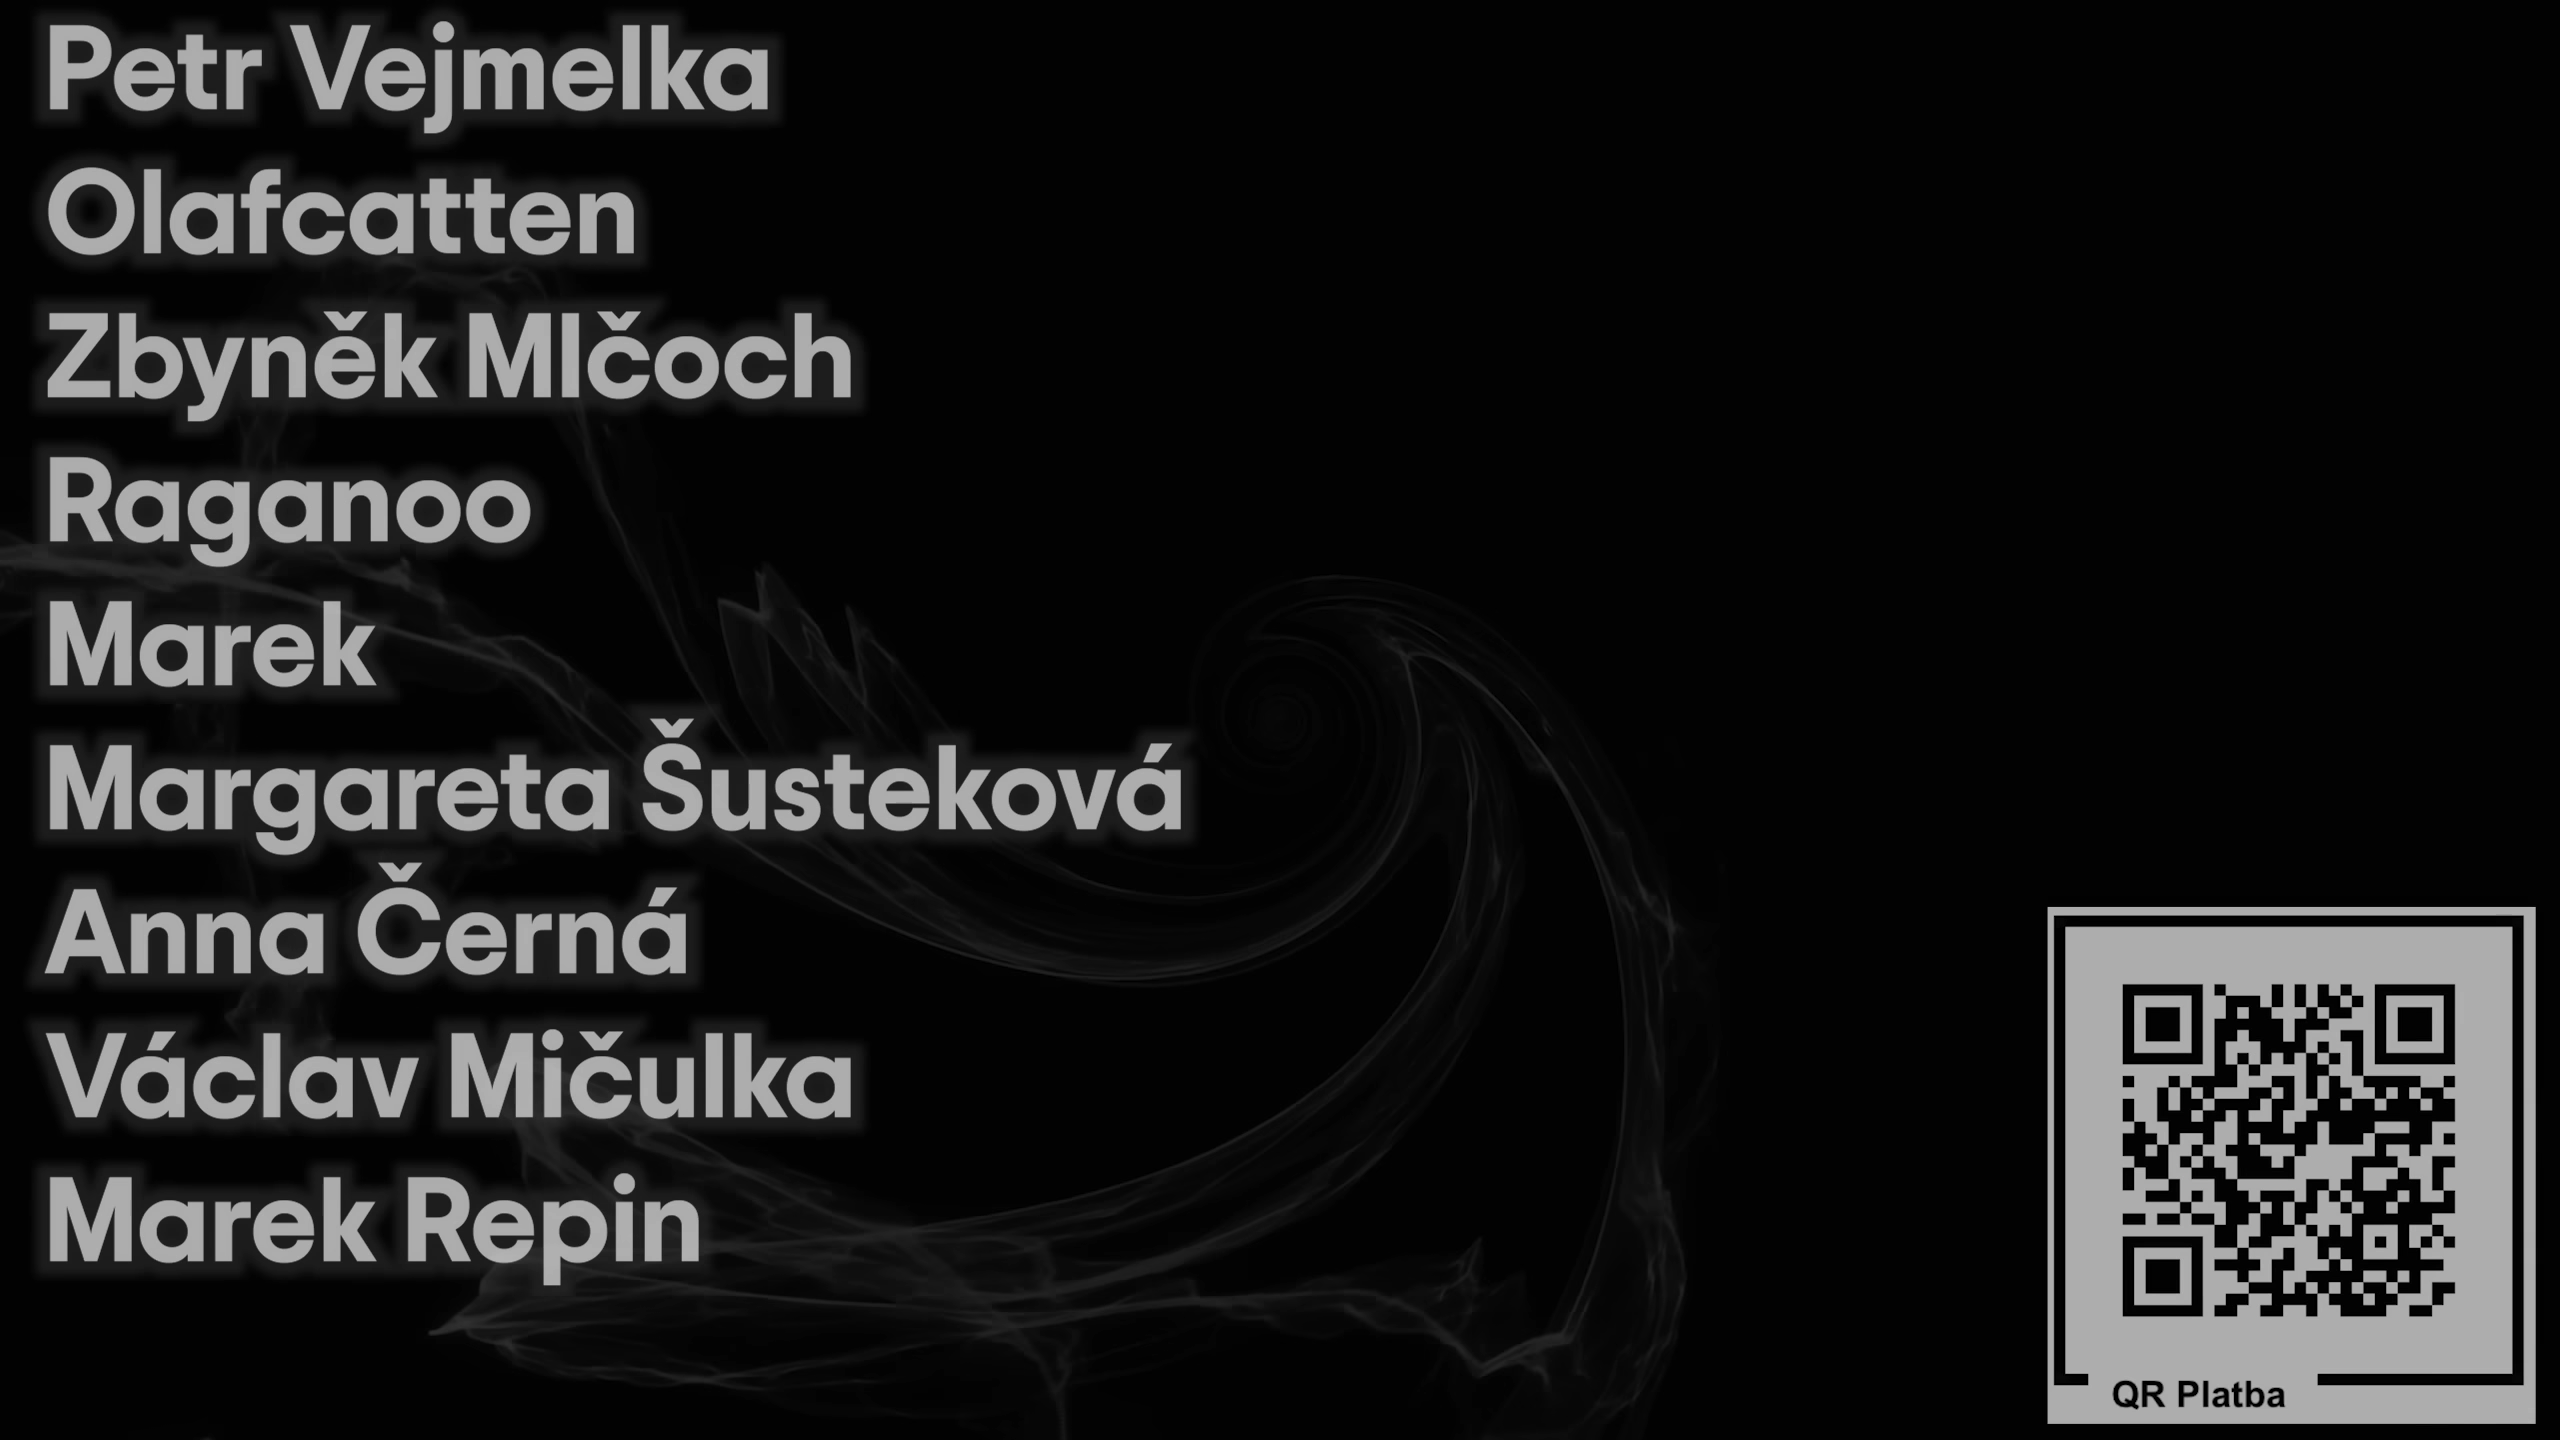 Petr Vejmelka
Olafcatten
Zbyněk Mlčoch
Raganoo
Marek
Margareta Šusteková
Anna Černá
Václav Mičulka
Marek Repin
QR Platba